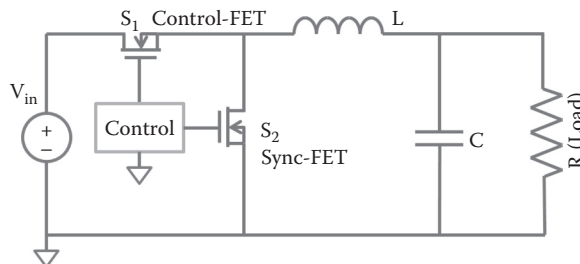 S1 Control-FET
L
Vin
+
–
Control
S2
Sync-FET
C
R (Load)